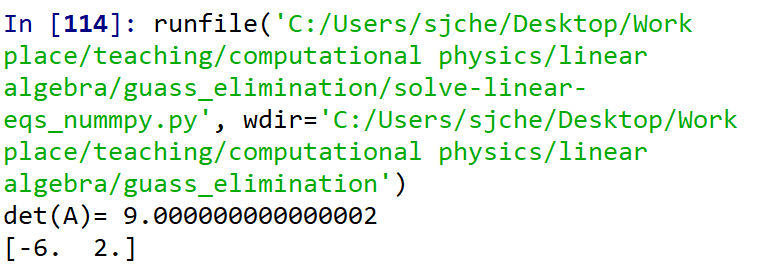 In [114]: runfile('C:/Users/sjche/Desktop/Work
place/teaching/computational physics/linear
algebra/guass_elimination/solve-linear-
eqs_nummpy.py', wdir='C:/Users/sjche/Desktop/Work
place/teaching/computational physics/linear
algebra/guass_elimination')
det(A)= 9.000000000000002
[-6.  2.]